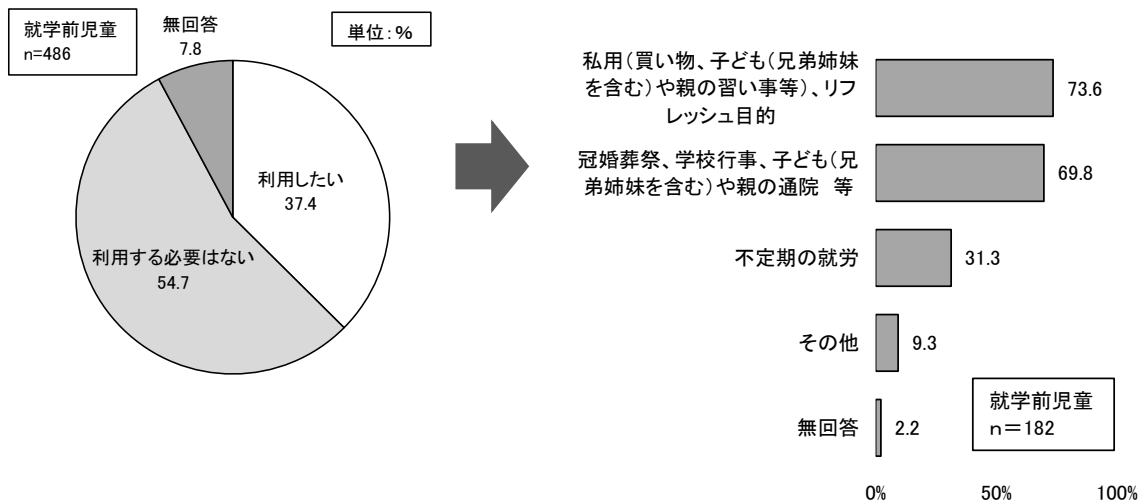 就学前児童
n=486
無回答
7.8
単位:%
利用したい
37.4
利用する必要はない
54.7
私用(買い物、子ども(兄弟姉妹
を含む)や親の習い事等)、リフ
レッシュ目的
73.6
冠婚葬祭、学校行事、子ども(兄
弟姉妹を含む)や親の通院 等
69.8
不定期の就労
31.3
その他
9.3
無回答
2.2
就学前児童
n=182
0%
50%
100%